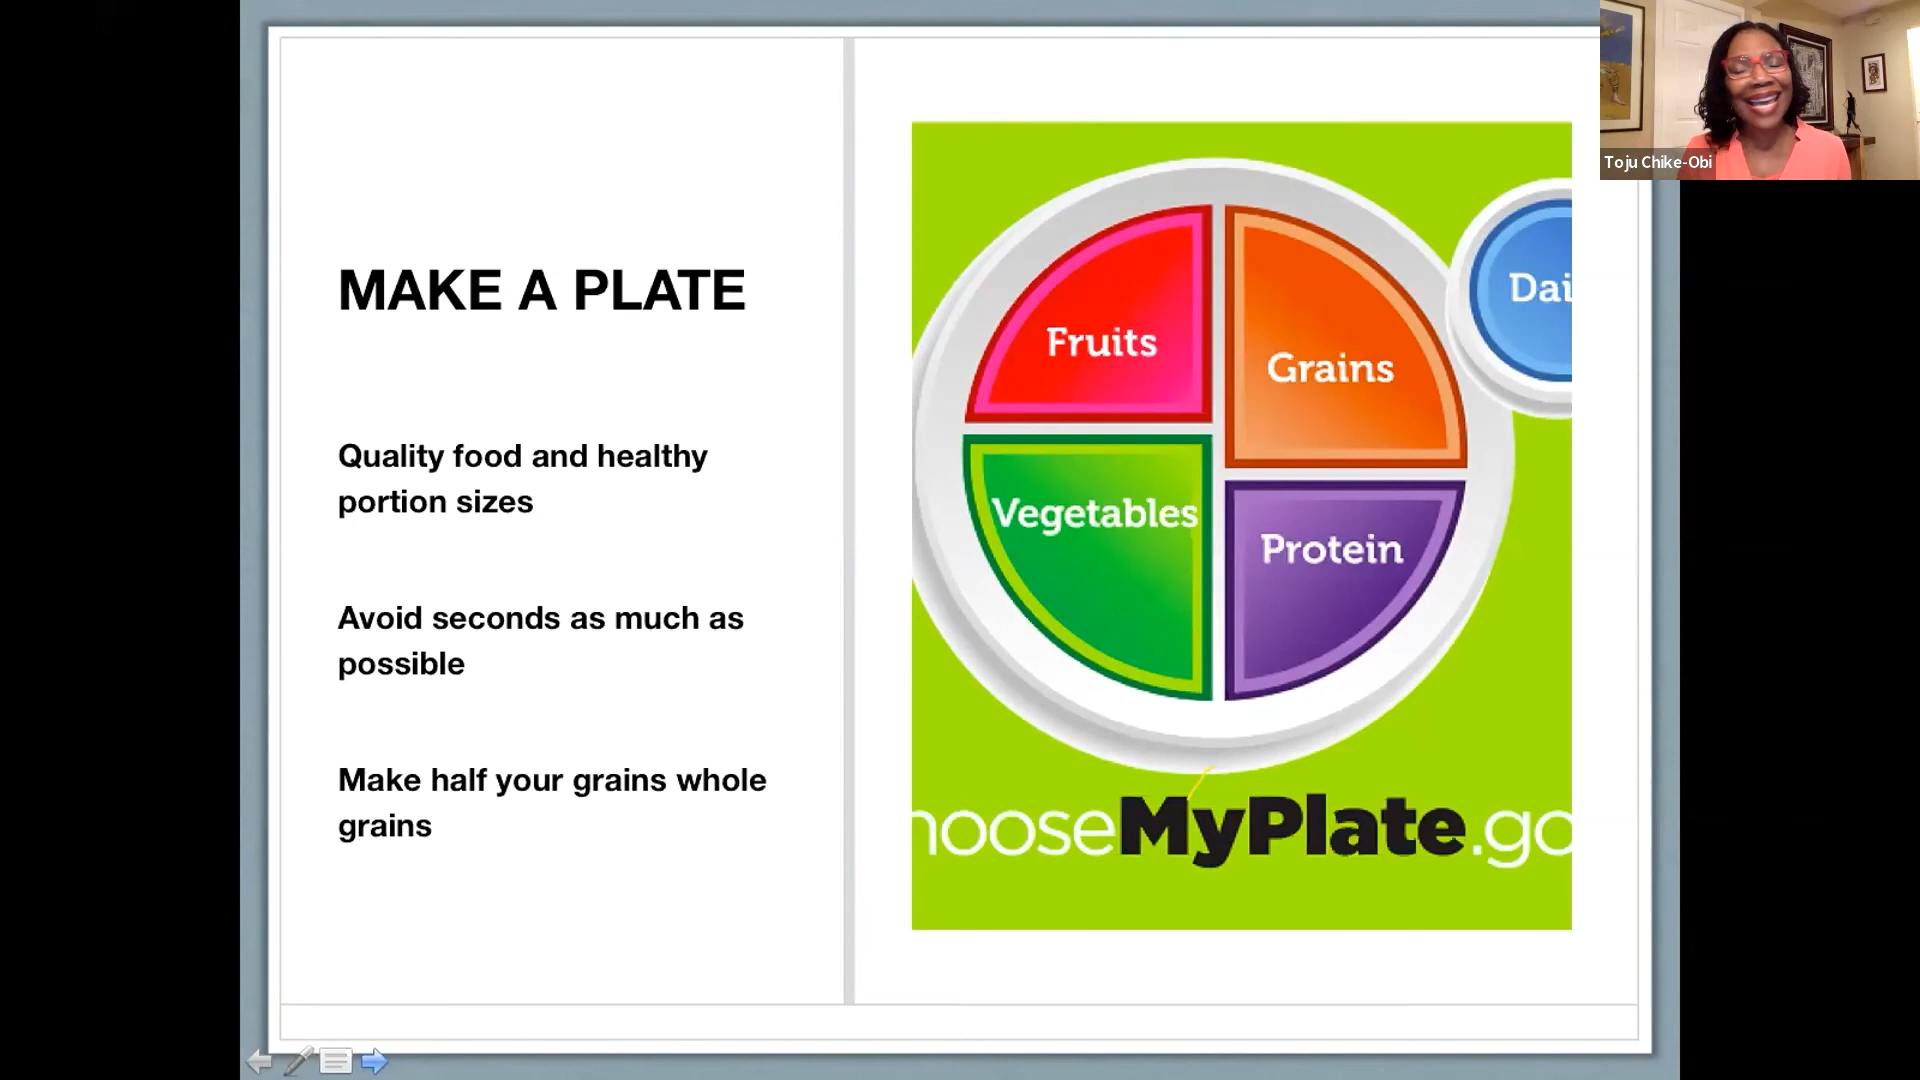 MAKE A PLATE
Quality food and healthy
portion sizes
Avoid seconds as much as
possible
Make half your grains whole
grains
Fruits
Grains
Dai
Vegetables
Protein
hooseMyPlate.go
Toju Chike-Obi